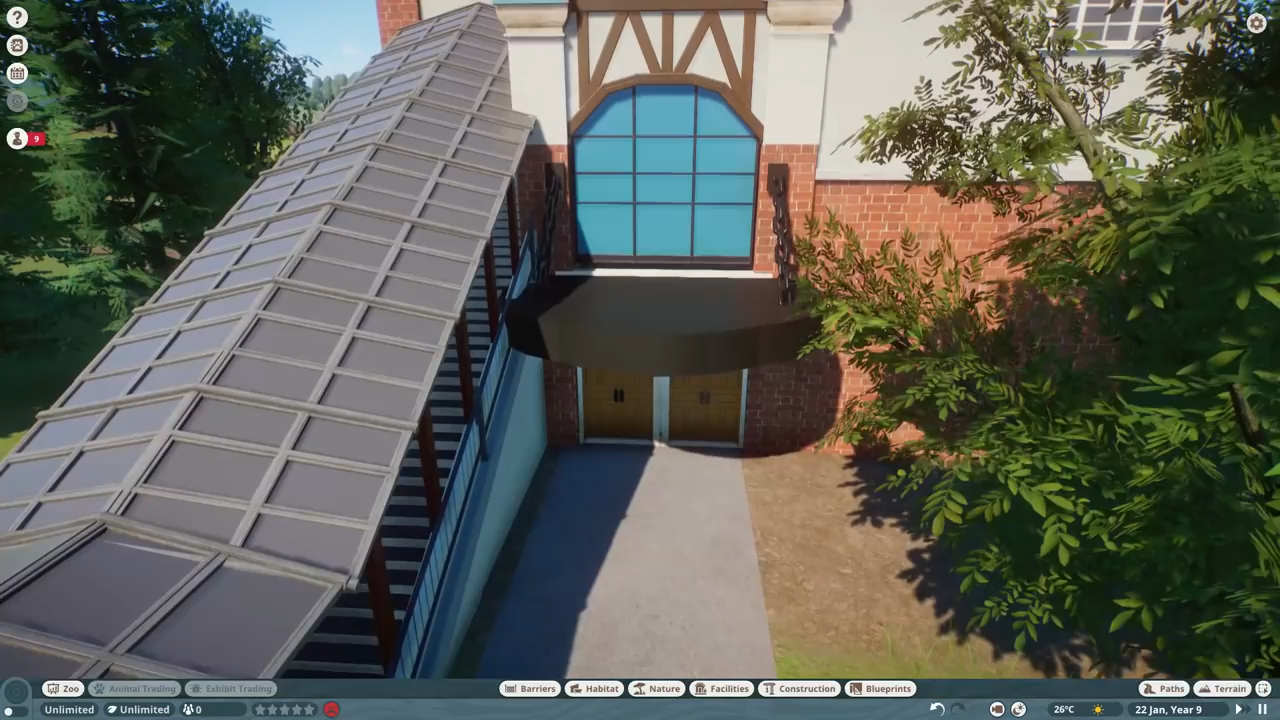 ?
9
Zoo
Animal Trading
Exhibit Trading
Barriers
Habitat
Nature
Facilities
Construction
Blueprints
Paths
Terrain
Unlimited
Unlimited
0
26°C
22 Jan, Year 9